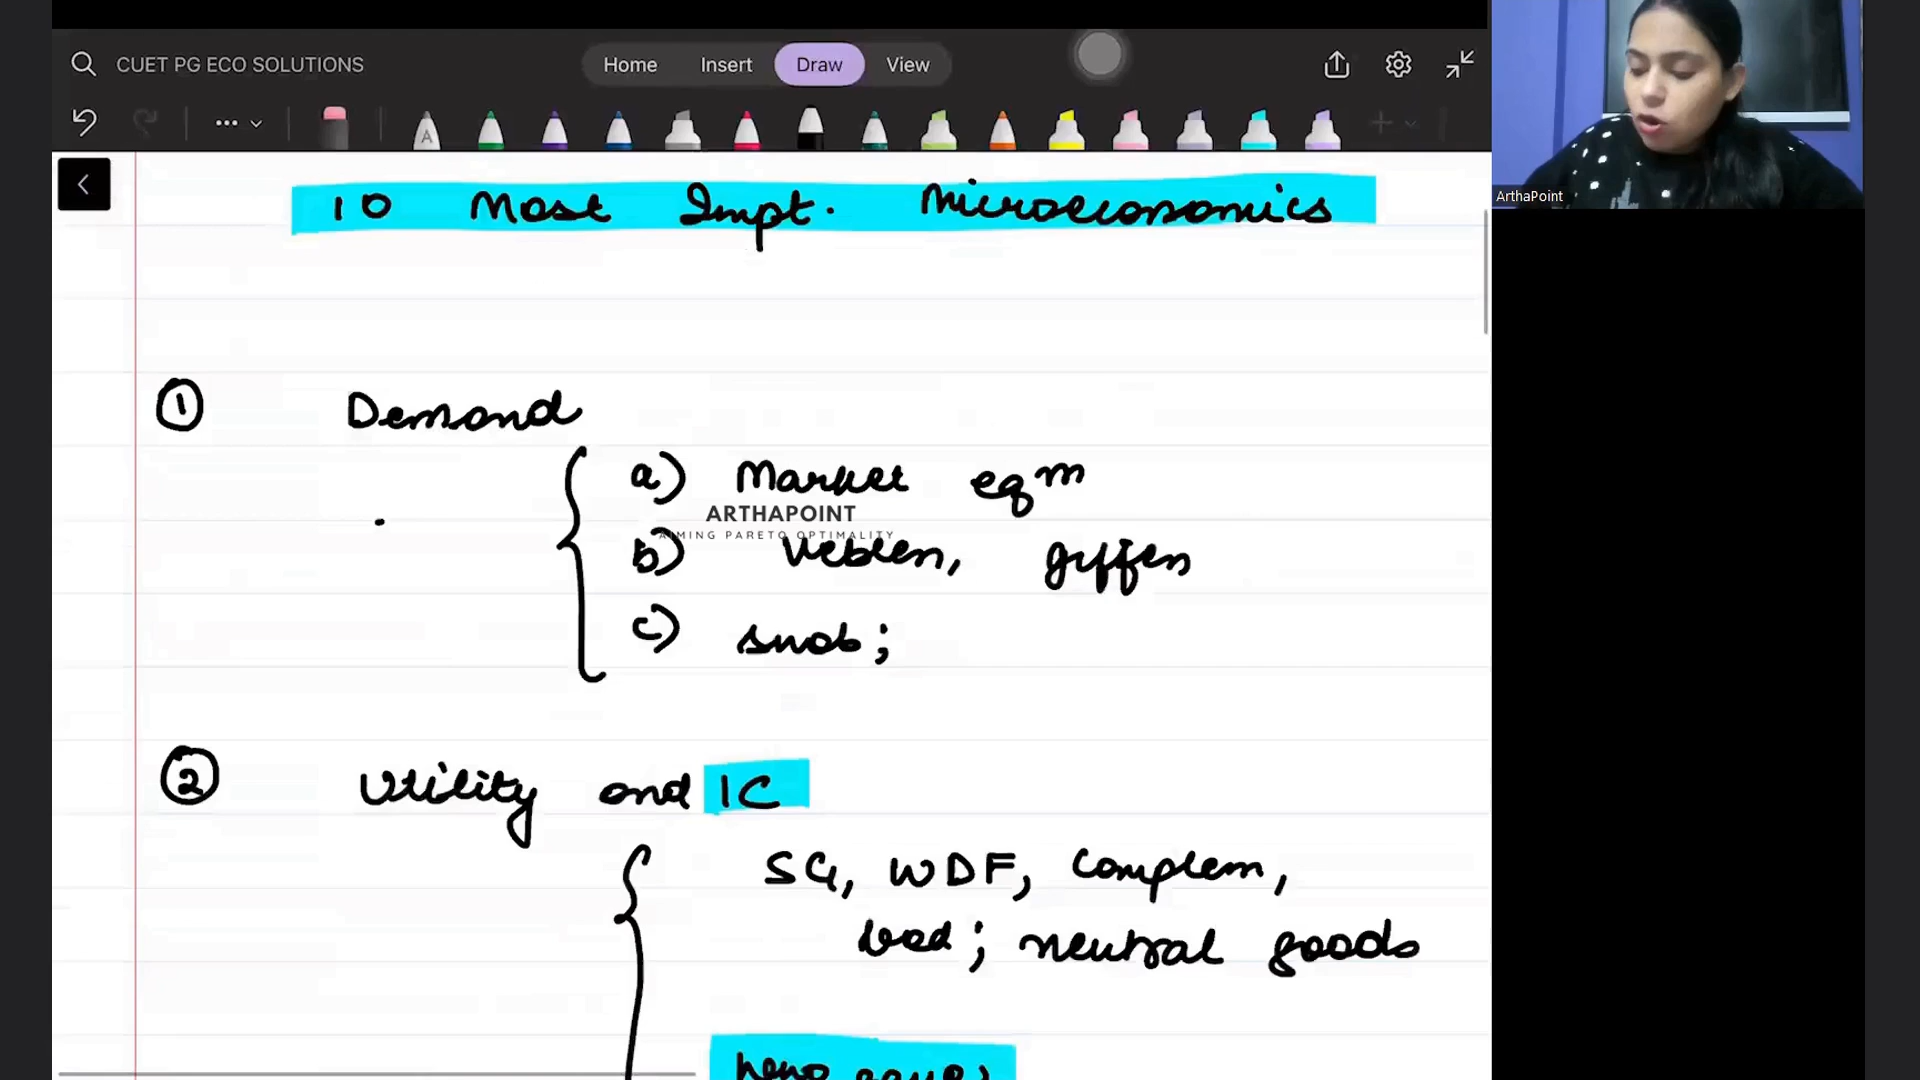 CUET PG ECO SOLUTIONS
Home Insert Draw View
A
ArthaPoint
10 Most Impt. Microeconomics
① Demand
a) Market eqm
ARTHAPOINT
AIMING PARETO OPTIMALITY
b) Veblen, giffen
c) snob;
② Utility and IC
SG, WDF, Complem,
bad; neutral goods